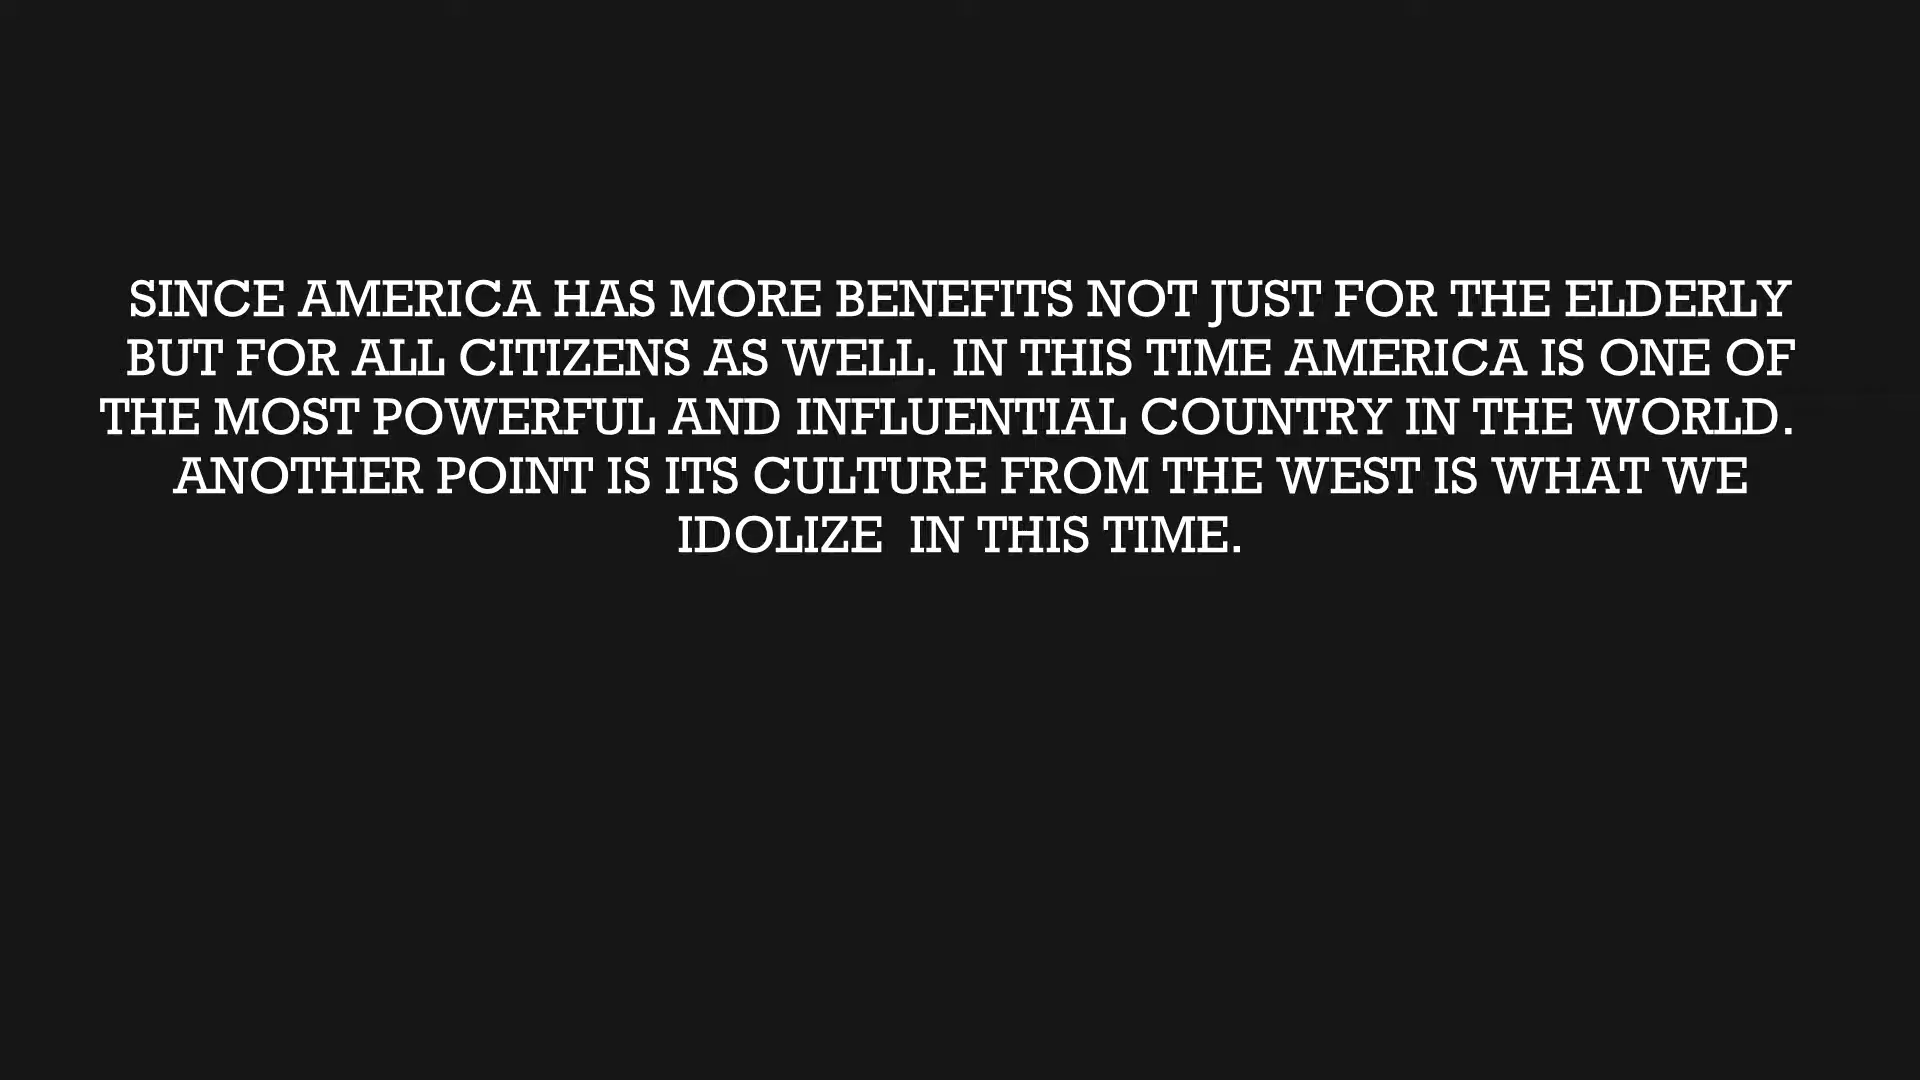 SINCE AMERICA HAS MORE BENEFITS NOT JUST FOR THE ELDERLY
BUT FOR ALL CITIZENS AS WELL. IN THIS TIME AMERICA IS ONE OF
THE MOST POWERFUL AND INFLUENTIAL COUNTRY IN THE WORLD.
ANOTHER POINT IS ITS CULTURE FROM THE WEST IS WHAT WE
IDOLIZE  IN THIS TIME.